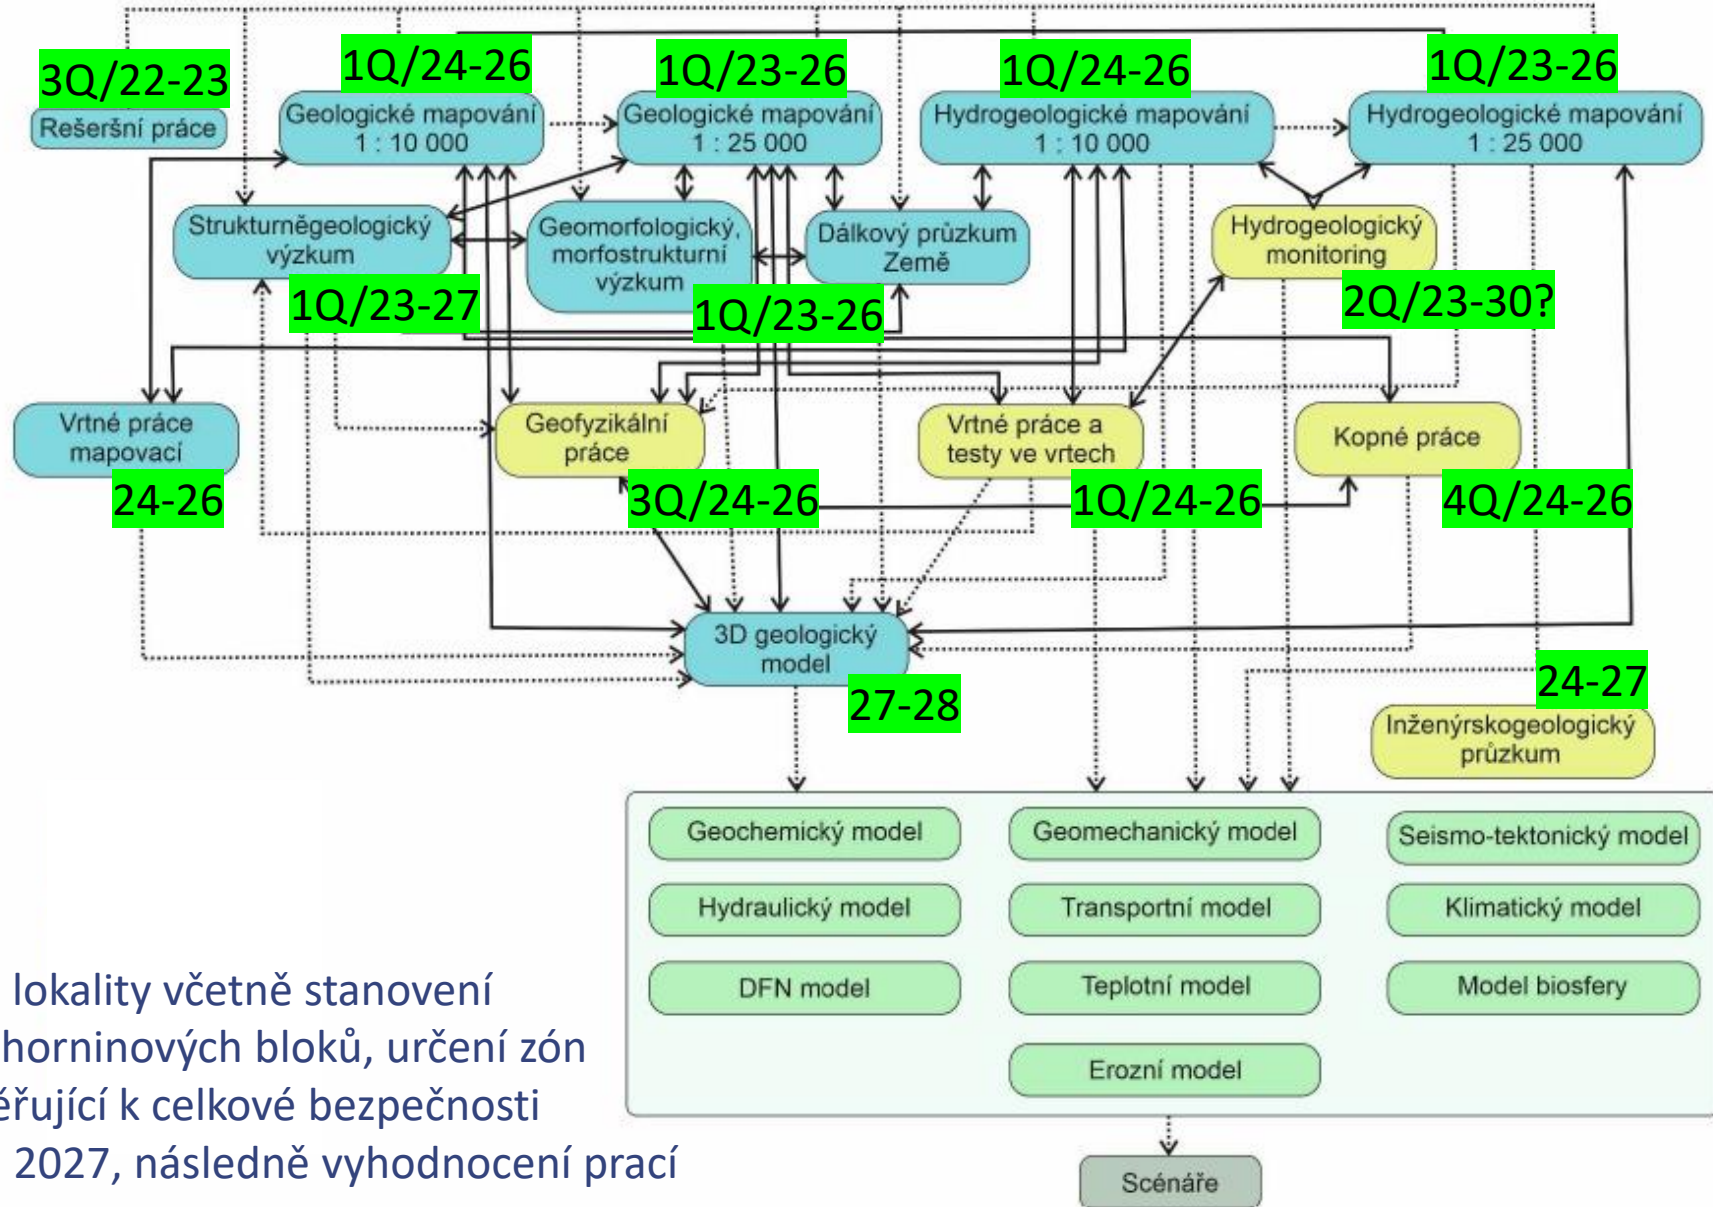 3Q/22-23
1Q/24-26
1Q/23-26
1Q/24-26
1Q/23-26
Rešeršní práce
Geologické mapování
1 : 10 000
Geologické mapování
1 : 25 000
Hydrogeologické mapování
1 : 10 000
Hydrogeologické mapování
1 : 25 000
Strukturněgeologický
výzkum
Geomorfologický,
morfostrukturní
výzkum
Dálkový průzkum
Země
Hydrogeologický
monitoring
1Q/23-27
1Q/23-26
2Q/23-30?
Vrtné práce
mapovací
Geofyzikální
práce
Vrtné práce a
testy ve vrtech
Kopné práce
24-26
3Q/24-26
1Q/24-26
4Q/24-26
3D geologický
model
27-28
24-27
Inženýrskogeologický
průzkum
Geochemický model
Geomechanický model
Seismo-tektonický model
Hydraulický model
Transportní model
Klimatický model
DFN model
Teplotní model
Model biosfery
Erozní model
Scénáře
lokality včetně stanovení
horninových bloků, určení zón
ěřující k celkové bezpečnosti
2027, následně vyhodnocení prací